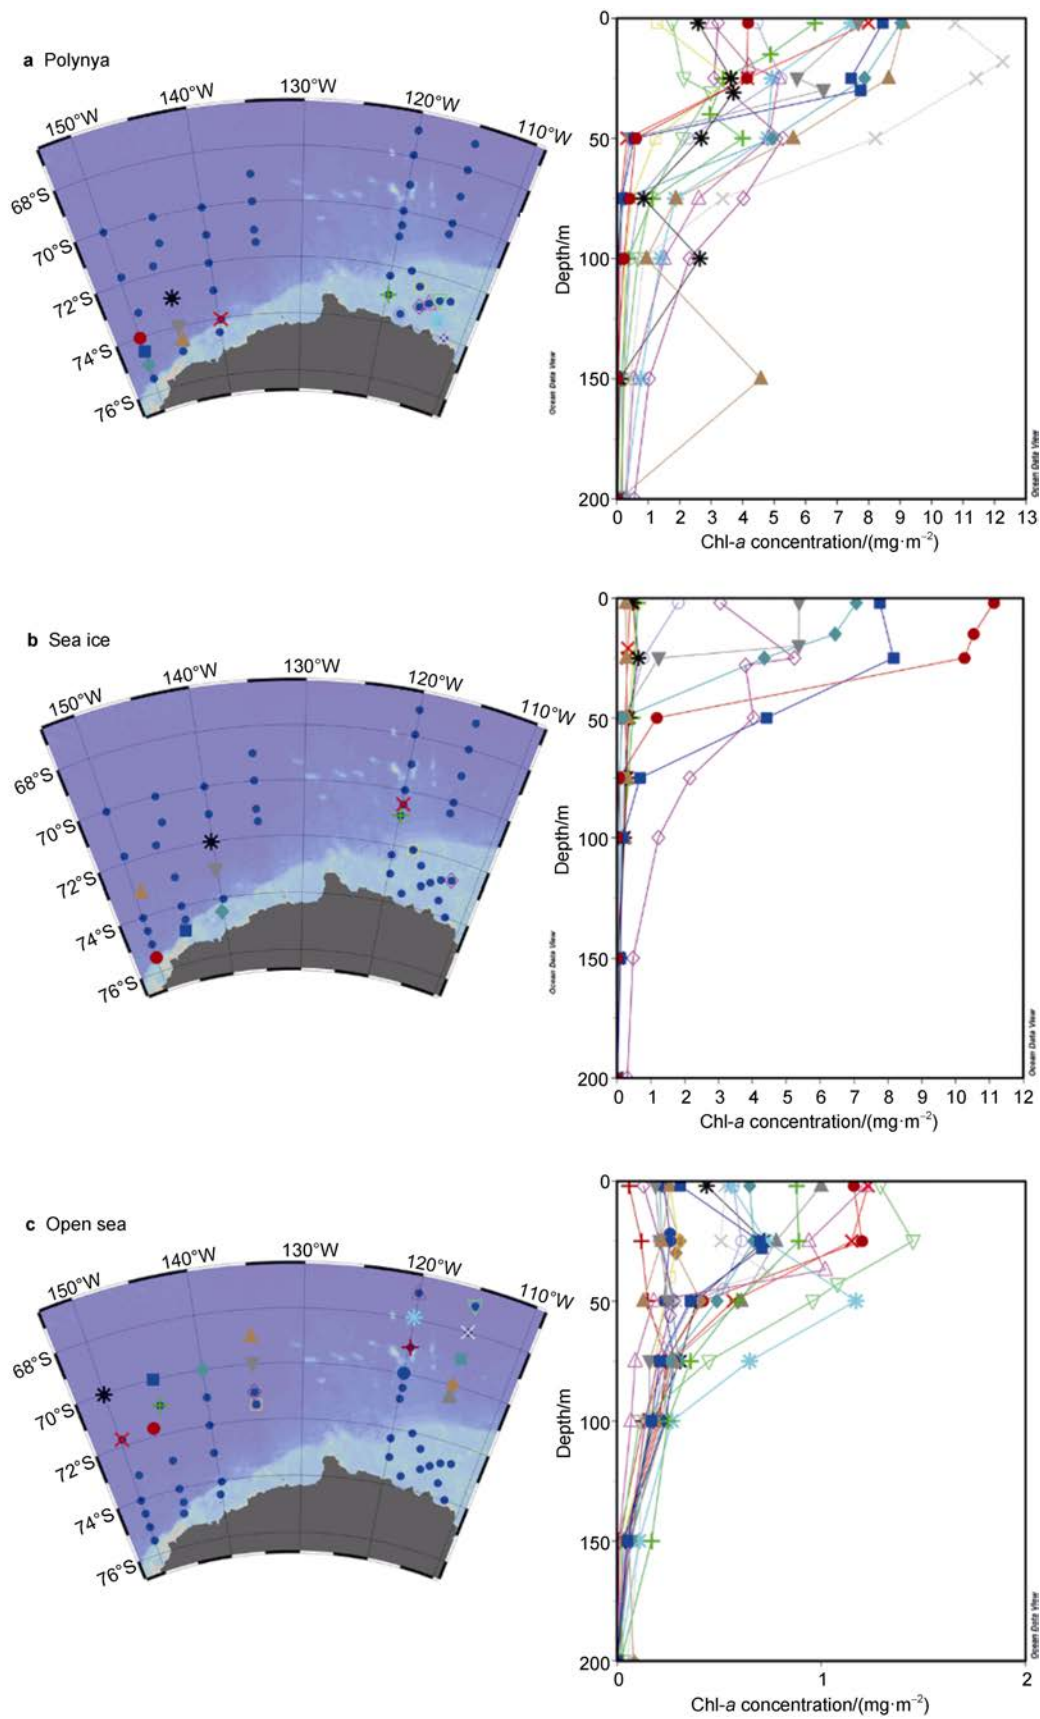 a Polynya
150°W
140°W
130°W
120°W
110°W
68°S
70°S
72°S
74°S
76°S
0
50
100
150
200
Depth/m
Ocean Data View
0 1 2 3 4 5 6 7 8 9 10 11 12 13
Chl-a concentration/(mg·m⁻²)
Ocean Data View
b Sea ice
150°W
140°W
130°W
120°W
110°W
68°S
70°S
72°S
74°S
76°S
0
50
100
150
200
Depth/m
Ocean Data View
0 1 2 3 4 5 6 7 8 9 10 11 12
Chl-a concentration/(mg·m⁻²)
Ocean Data View
c Open sea
150°W
140°W
130°W
120°W
110°W
68°S
70°S
72°S
74°S
76°S
0
50
100
150
200
Depth/m
0 1 2
Chl-a concentration/(mg·m⁻²)
Ocean Data View